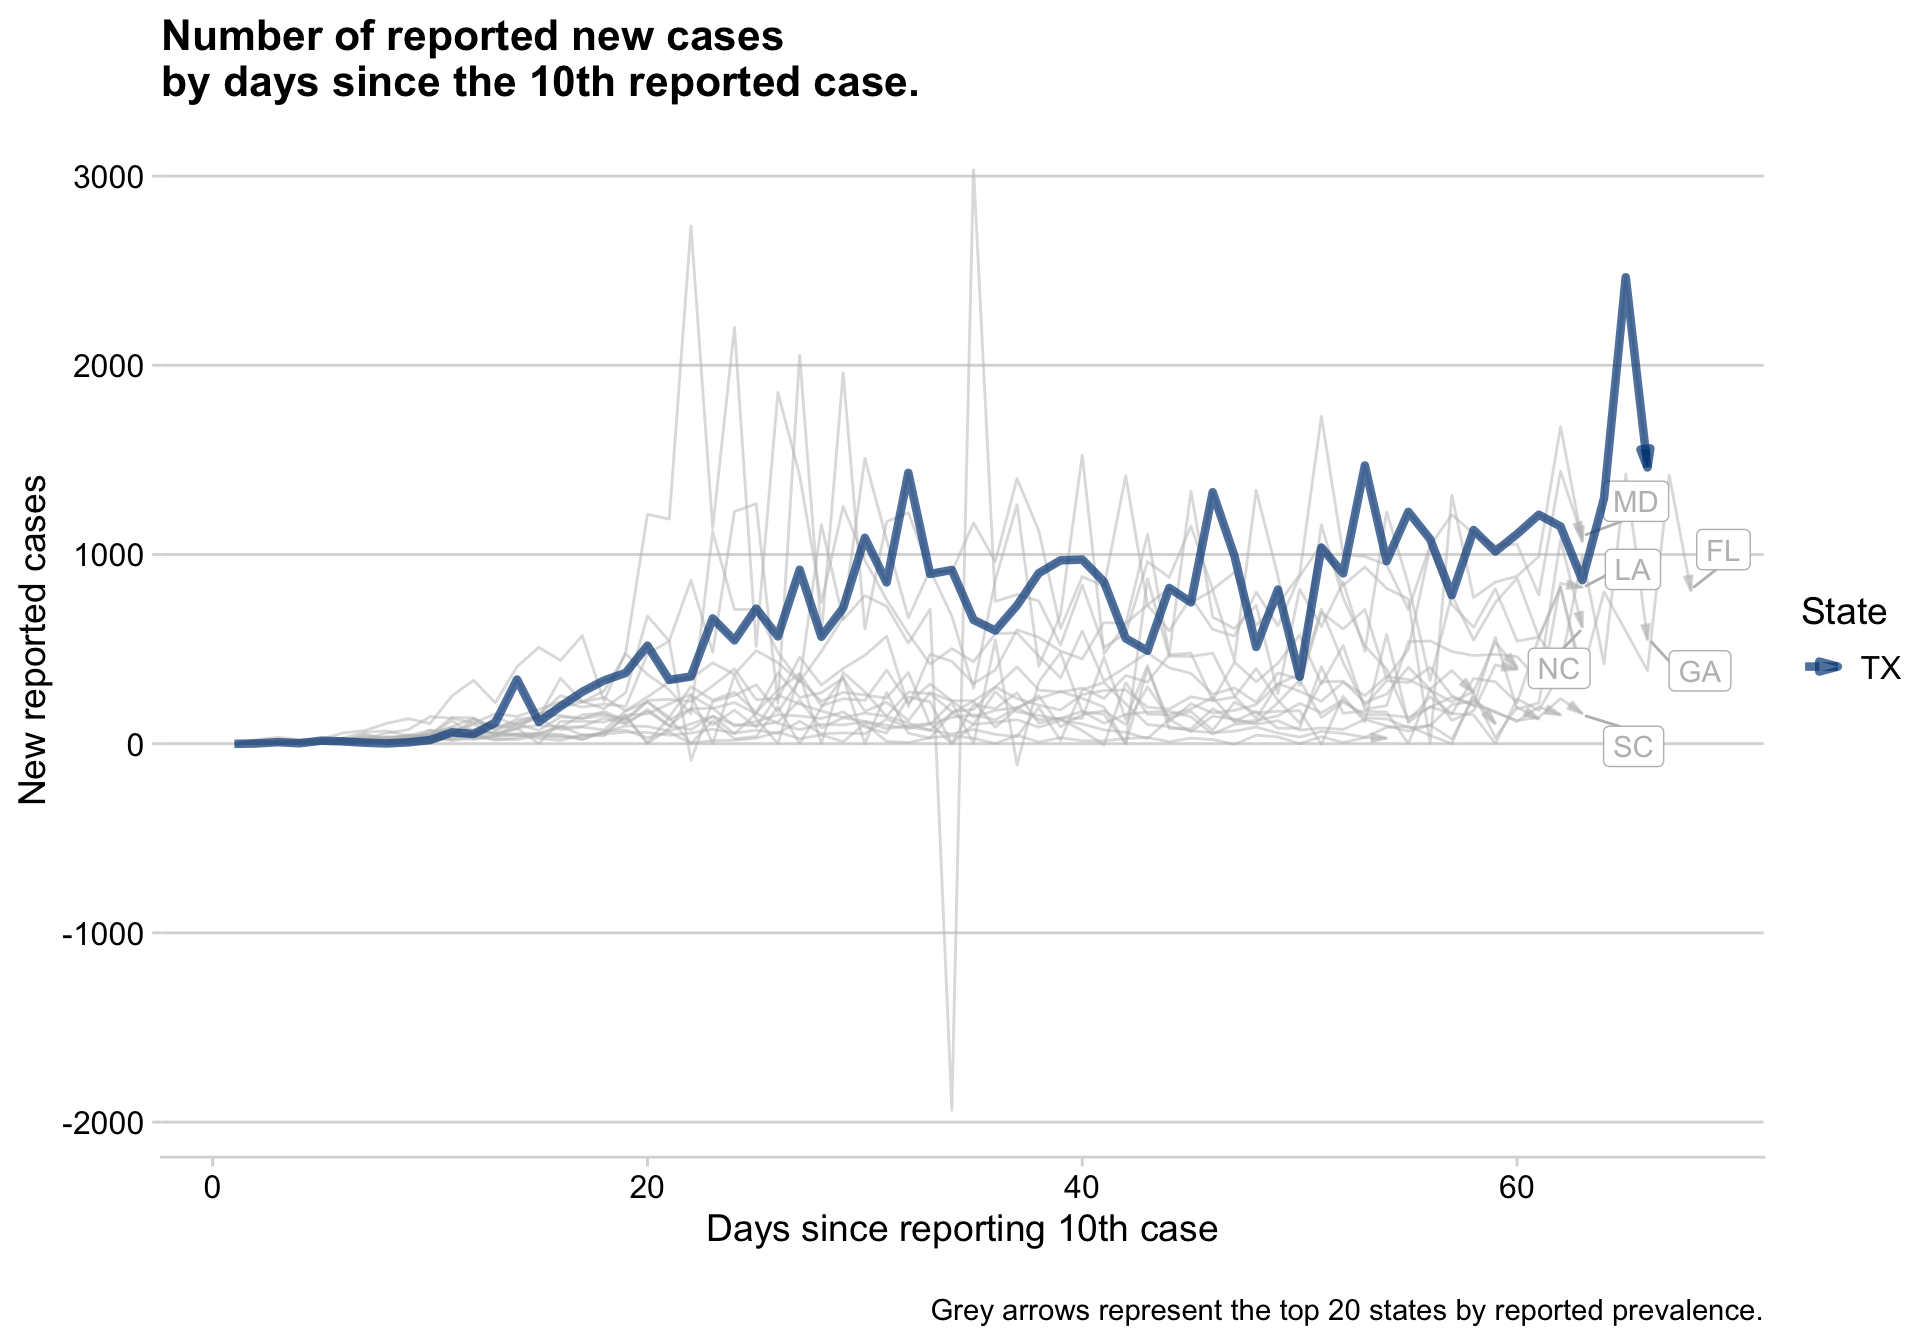 Number of reported new cases
by days since the 10th reported case.
New reported cases
3000
2000
1000
0
-1000
-2000
MD
FL
LA
NC
GA
SC
State
TX
0
20
40
60
Days since reporting 10th case
Grey arrows represent the top 20 states by reported prevalence.